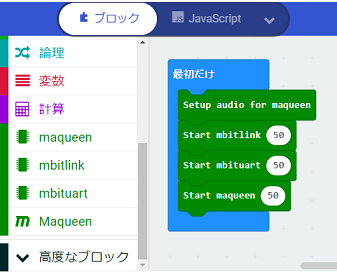 ブロック
JavaScript
論理
変数
計算
maqueen
mbitlink
mbituart
Maqueen
高度なブロック
最初だけ
Setup audio for maqueen
Start mbitlink 50
Start mbituart 50
Start maqueen 50